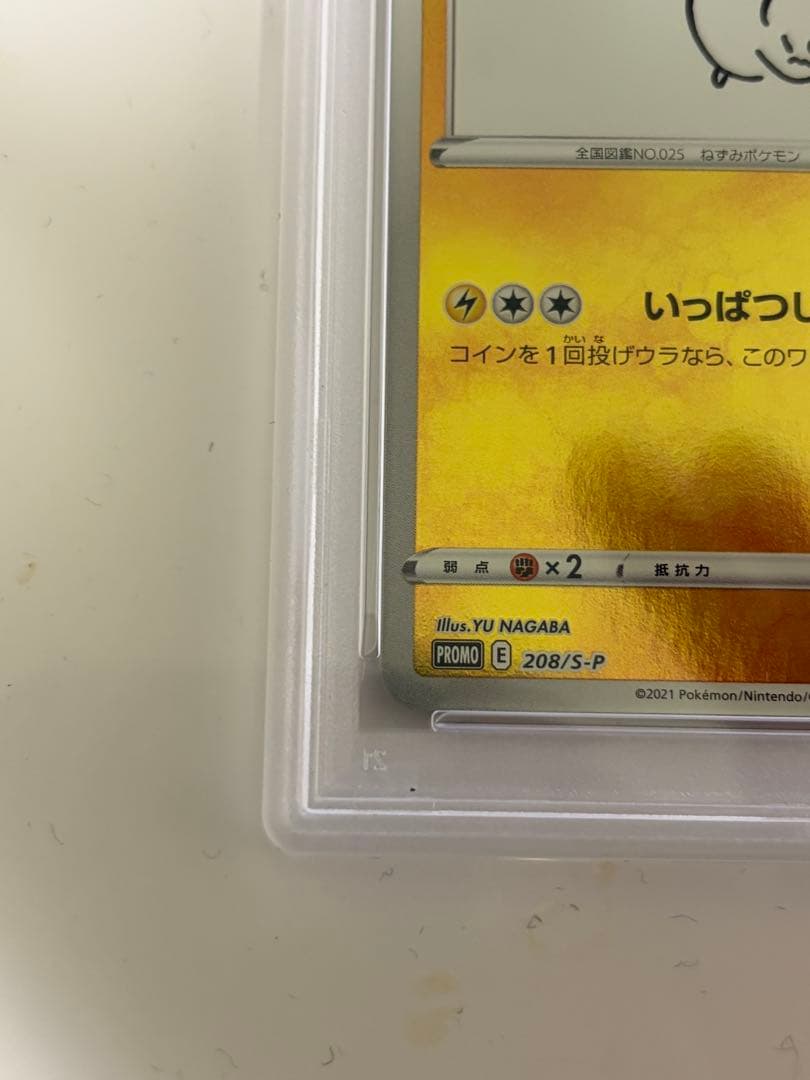 全国図鑑NO.025 ねずみポケモン
いっぱつし
かい な
コインを1回投げウラなら、このワ
弱点 ×2 抵抗力
Illus.YU NAGABA
PROMO E 208/S-P
©2021 Pokémon/Nintendo/